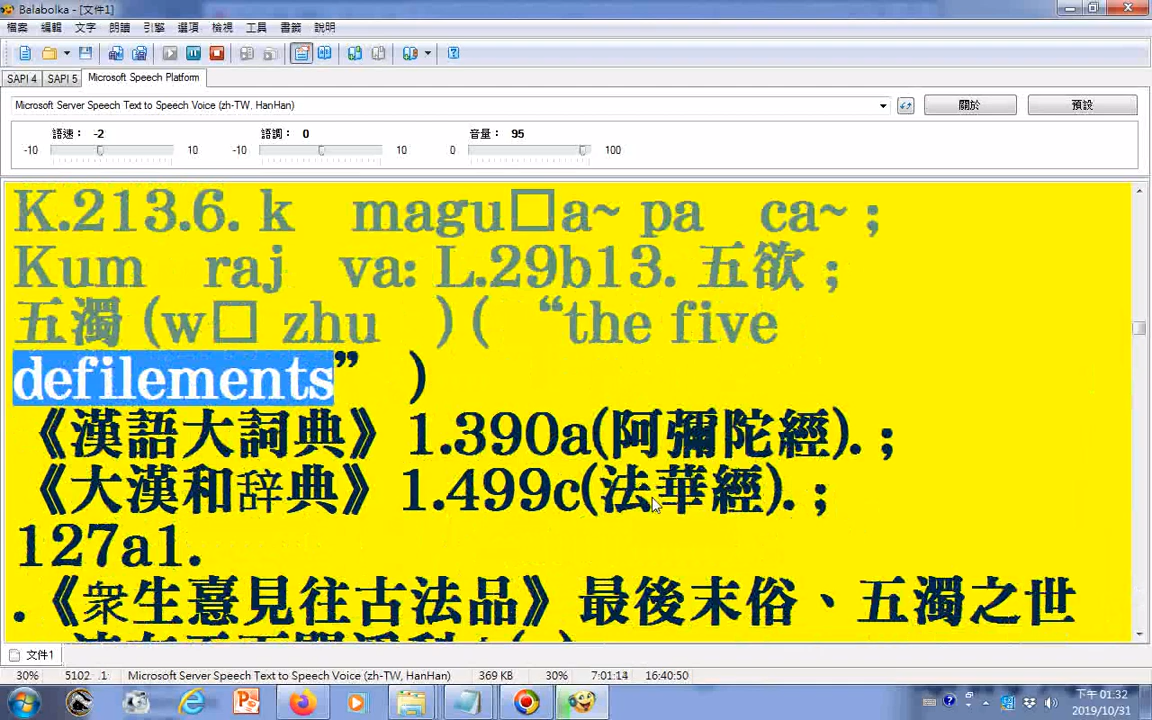 Balabolka - [文件1]
檔案 編輯 文字 朗讀 引擎 選項 檢視 工具 書籤 說明
SAPI 4 SAPI 5 Microsoft Speech Platform
Microsoft Server Speech Text to Speech Voice (zh-TW, HanHan) 關於 預設
語速： -2 語調： 0 音量： 95
-10 10 -10 10 0 100
K.213.6. k magu□a~ pa ca~ ;
Kum raj va: L.29b13. 五欲 ;
五濁 (w□ zhu ) ( “the five
defilements” )
《漢語大詞典》 1.390a(阿彌陀經). ;
《大漢和辞典》 1.499c(法華經). ;
127a1.
.《衆生憙見往古法品》最後末俗、五濁之世
文件1
30% 5102 : 1 Microsoft Server Speech Text to Speech Voice (zh-TW, HanHan) 369 KB 30% 7:01:14 16:40:50
下午 01:32
2019/10/31